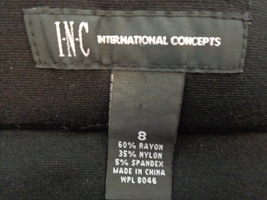 I·N·C INTERNATIONAL CONCEPTS
8
60% RAYON
35% NYLON
5% SPANDEX
MADE IN CHINA
WPL 8046